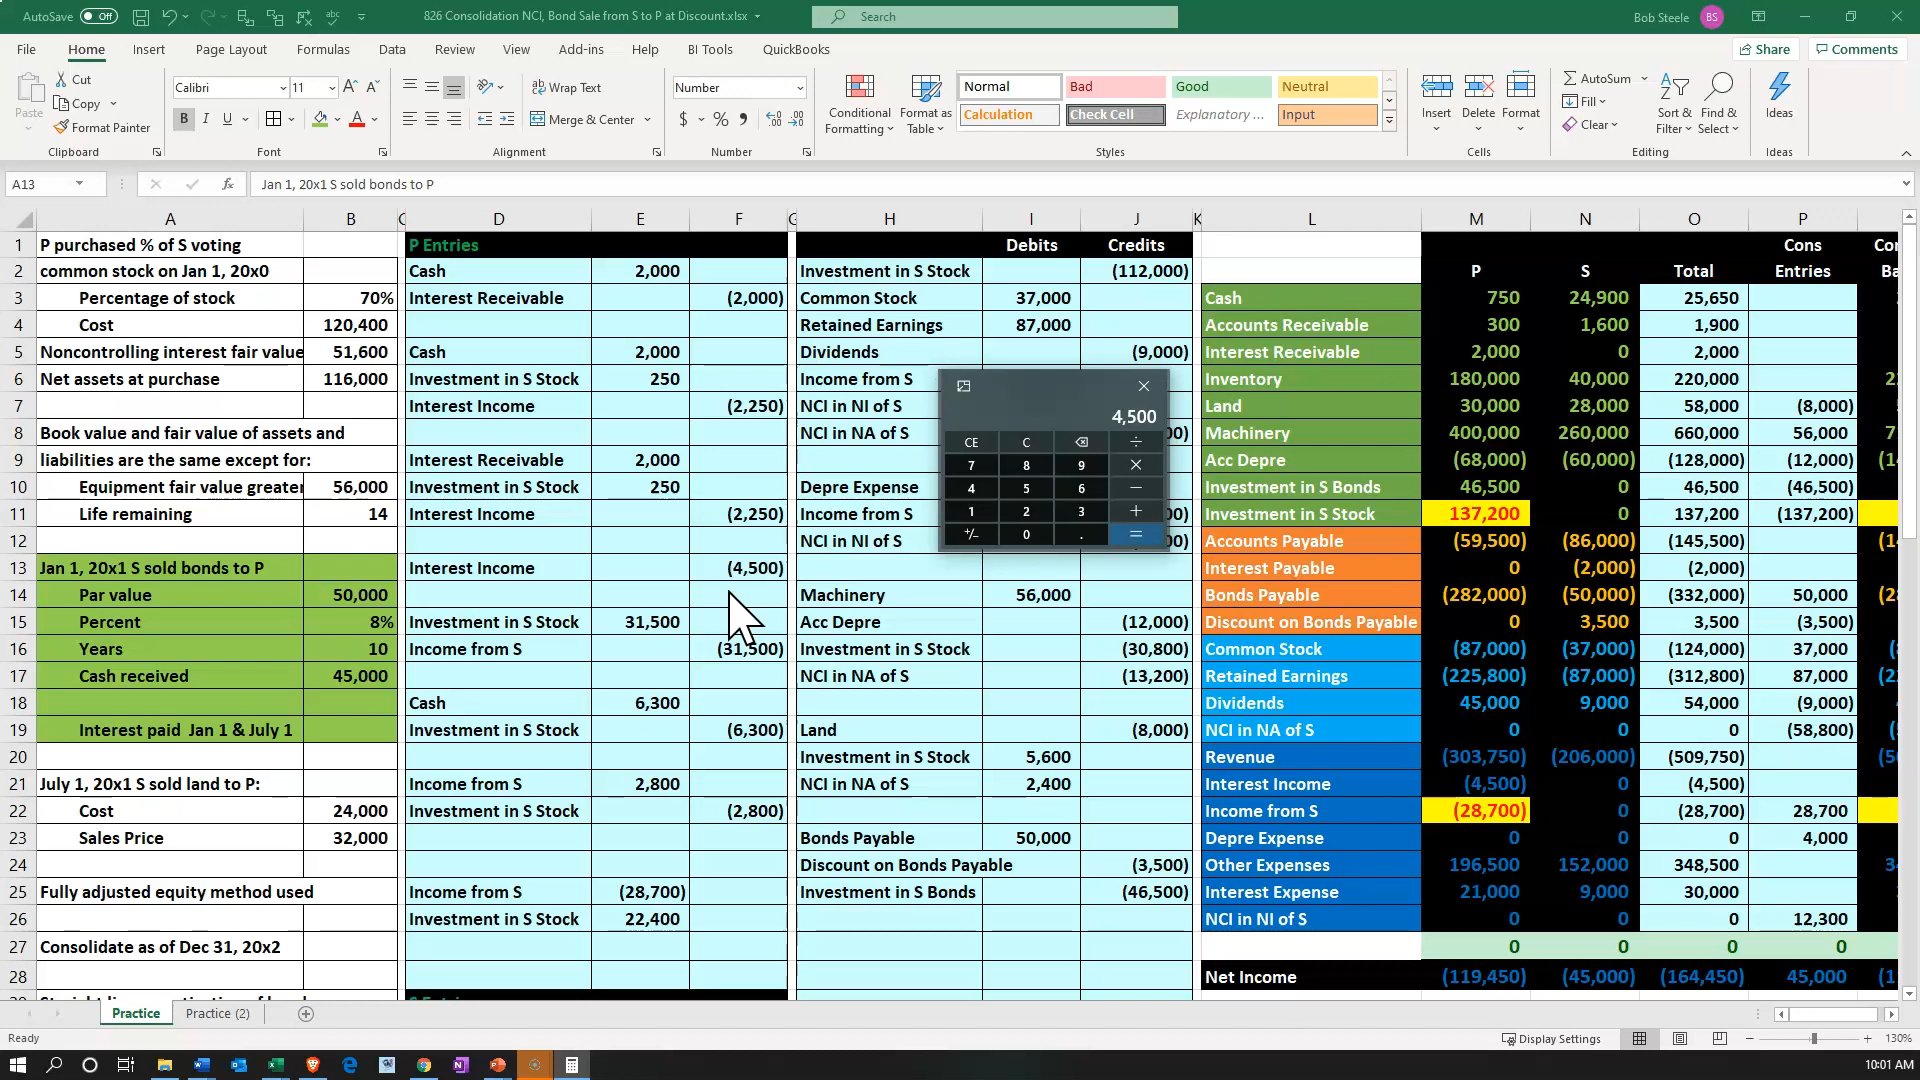 AutoSave Off 826 Consolidation NCI, Bond Sale from S to P at Discount.xlsx Search Bob Steele BS
File Home Insert Page Layout Formulas Data Review View Add-ins Help BI Tools QuickBooks Share Comments
Paste Cut Copy Format Painter Clipboard
Calibri 11 B I U A Font
Wrap Text Merge & Center Alignment
Number $ % Number
Conditional Formatting Format as Table Normal Bad Good Neutral Calculation Check Cell Explanatory ... Input Styles
Insert Delete Format Cells
AutoSum Fill Clear Sort & Filter Find & Select Editing
Ideas Ideas
A13 fx Jan 1, 20x1 S sold bonds to P
A B C D E F G H I J K L M N O P
1 P purchased % of S voting P Entries Debits Credits Cons
2 common stock on Jan 1, 20x0 Cash 2,000 Investment in S Stock (112,000) P S Total Entries
3 Percentage of stock 70% Interest Receivable (2,000) Common Stock 37,000 Cash 750 24,900 25,650
4 Cost 120,400 Retained Earnings 87,000 Accounts Receivable 300 1,600 1,900
5 Noncontrolling interest fair value 51,600 Cash 2,000 Dividends (9,000) Interest Receivable 2,000 0 2,000
6 Net assets at purchase 116,000 Investment in S Stock 250 Income from S Inventory 180,000 40,000 220,000
7 Interest Income (2,250) NCI in NI of S Land 30,000 28,000 58,000 (8,000)
8 Book value and fair value of assets and NCI in NA of S Machinery 400,000 260,000 660,000 56,000
9 liabilities are the same except for: Interest Receivable 2,000 Acc Depre (68,000) (60,000) (128,000) (12,000)
10 Equipment fair value greater 56,000 Investment in S Stock 250 Depre Expense Investment in S Bonds 46,500 0 46,500 (46,500)
11 Life remaining 14 Interest Income (2,250) Income from S Investment in S Stock 137,200 0 137,200 (137,200)
12 NCI in NI of S Accounts Payable (59,500) (86,000) (145,500)
13 Jan 1, 20x1 S sold bonds to P Interest Income (4,500) Interest Payable 0 (2,000) (2,000)
14 Par value 50,000 Machinery 56,000 Bonds Payable (282,000) (50,000) (332,000) 50,000
15 Percent 8% Investment in S Stock 31,500 Acc Depre (12,000) Discount on Bonds Payable 0 3,500 3,500 (3,500)
16 Years 10 Income from S (31,500) Investment in S Stock (30,800) Common Stock (87,000) (37,000) (124,000) 37,000
17 Cash received 45,000 NCI in NA of S (13,200) Retained Earnings (225,800) (87,000) (312,800) 87,000
18 Cash 6,300 Dividends 45,000 9,000 54,000 (9,000)
19 Interest paid Jan 1 & July 1 Investment in S Stock (6,300) Land (8,000) NCI in NA of S 0 0 0 (58,800)
20 Investment in S Stock 5,600 Revenue (303,750) (206,000) (509,750)
21 July 1, 20x1 S sold land to P: Income from S 2,800 NCI in NA of S 2,400 Interest Income (4,500) 0 (4,500)
22 Cost 24,000 Investment in S Stock (2,800) Income from S (28,700) 0 (28,700) 28,700
23 Sales Price 32,000 Bonds Payable 50,000 Depre Expense 0 0 0 4,000
24 Discount on Bonds Payable (3,500) Other Expenses 196,500 152,000 348,500
25 Fully adjusted equity method used Income from S (28,700) Investment in S Bonds (46,500) Interest Expense 21,000 9,000 30,000
26 Investment in S Stock 22,400 NCI in NI of S 0 0 0 12,300
27 Consolidate as of Dec 31, 20x2 0 0 0 0
28 Net Income (119,450) (45,000) (164,450) 45,000
4,500
CE C ÷
7 8 9 ×
4 5 6 −
1 2 3 +
+/- 0 . =
Practice Practice (2)
Ready Display Settings 130%
10:01 AM